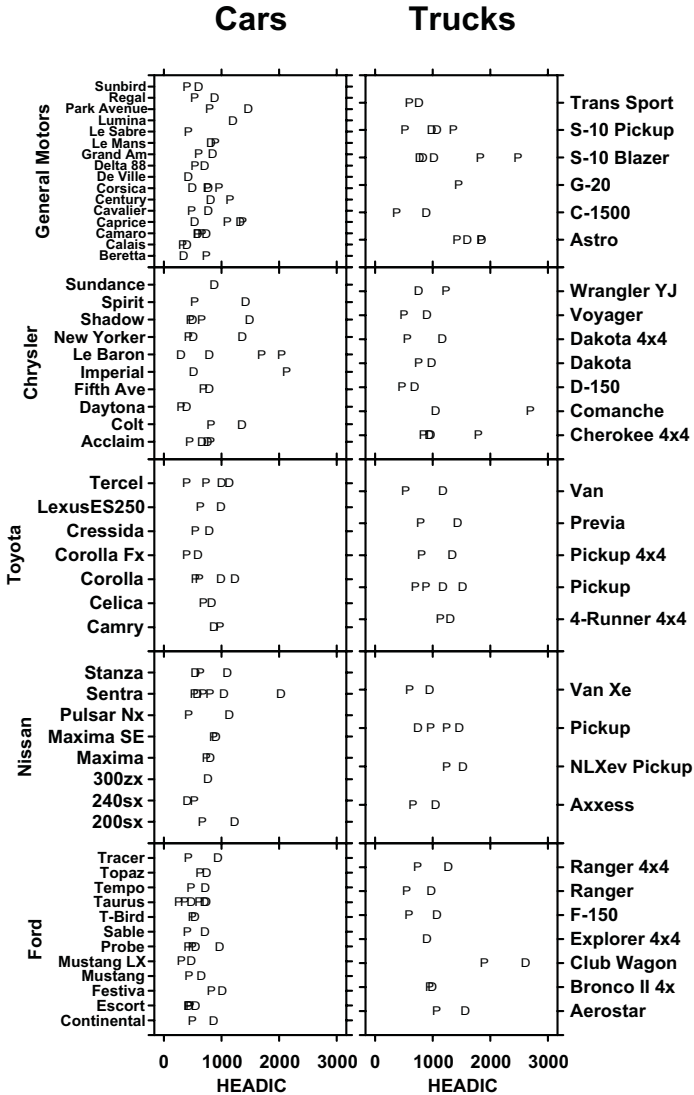 Cars
Trucks
General Motors
Sunbird
Regal
Park Avenue
Lumina
Le Sabre
Le Mans
Grand Am
Delta 88
De Ville
Corsica
Century
Cavalier
Caprice
Camaro
Calais
Beretta
Trans Sport
S-10 Pickup
S-10 Blazer
G-20
C-1500
Astro
Chrysler
Sundance
Spirit
Shadow
New Yorker
Le Baron
Imperial
Fifth Ave
Daytona
Colt
Acclaim
Wrangler YJ
Voyager
Dakota 4x4
Dakota
D-150
Comanche
Cherokee 4x4
Toyota
Tercel
LexusES250
Cressida
Corolla Fx
Corolla
Celica
Camry
Van
Previa
Pickup 4x4
Pickup
4-Runner 4x4
Nissan
Stanza
Sentra
Pulsar Nx
Maxima SE
Maxima
300zx
240sx
200sx
Van Xe
Pickup
NLXev Pickup
Axxess
Ford
Tracer
Topaz
Tempo
Taurus
T-Bird
Sable
Probe
Mustang LX
Mustang
Festiva
Escort
Continental
Ranger 4x4
Ranger
F-150
Explorer 4x4
Club Wagon
Bronco II 4x
Aerostar
0 1000 2000 3000
0 1000 2000 3000
HEADIC
HEADIC